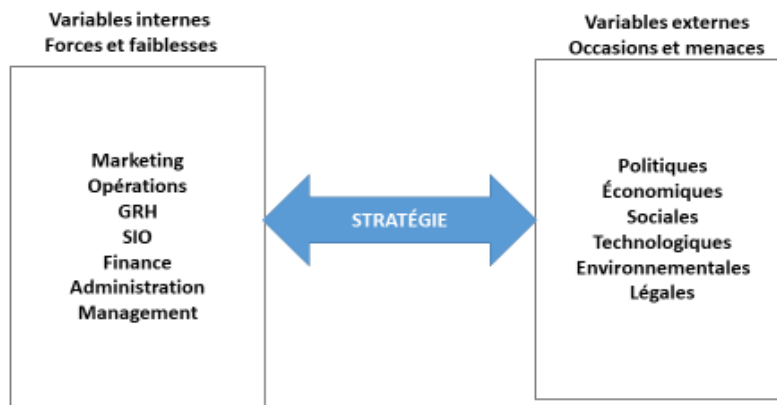 Variables internes
Forces et faiblesses
Marketing
Opérations
GRH
SIO
Finance
Administration
Management
STRATÉGIE
Variables externes
Occasions et menaces
Politiques
Économiques
Sociales
Technologiques
Environnementales
Légales